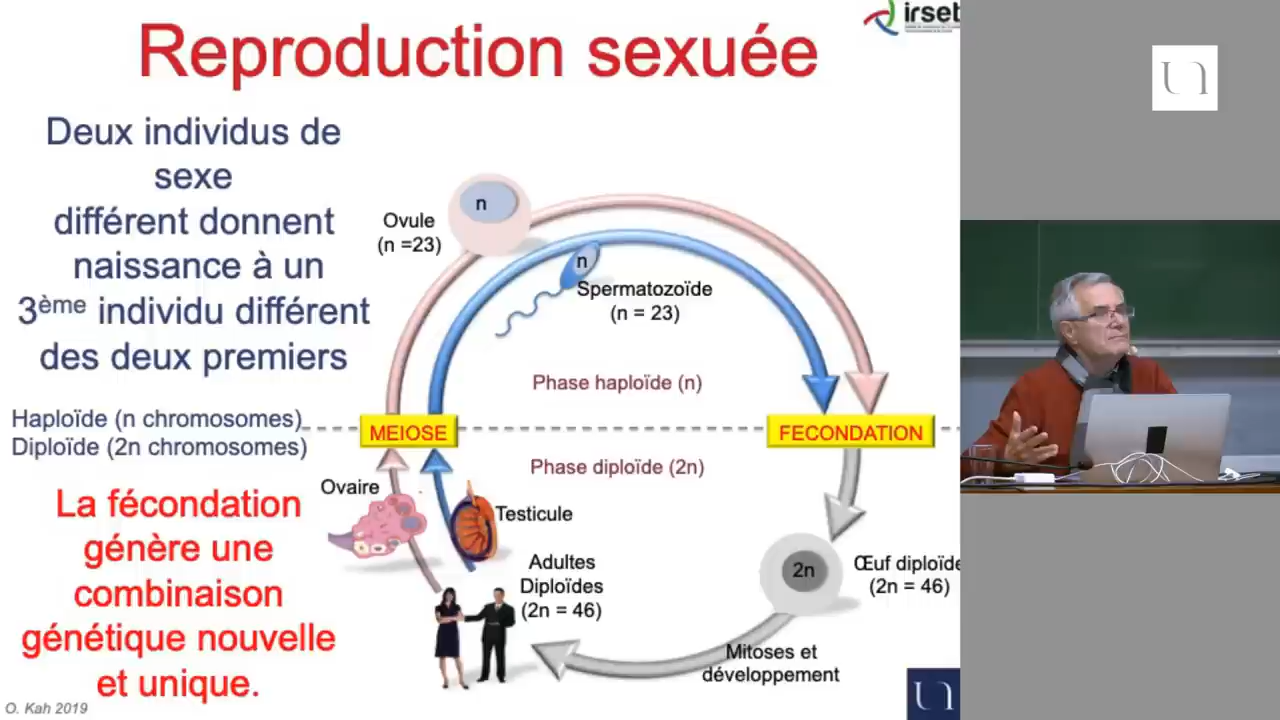 irset
Reproduction sexuée
Deux individus de
sexe
différent donnent
naissance à un
3ème individu différent
des deux premiers
Haploïde (n chromosomes)
Diploïde (2n chromosomes)
La fécondation
génère une
combinaison
génétique nouvelle
et unique.
O. Kah 2019
n
Ovule
(n =23)
n
Spermatozoïde
(n = 23)
Phase haploïde (n)
MEIOSE
FECONDATION
Phase diploïde (2n)
Ovaire
Testicule
Adultes
Diploïdes
(2n = 46)
2n
Œuf diploïde
(2n = 46)
Mitoses et
développement